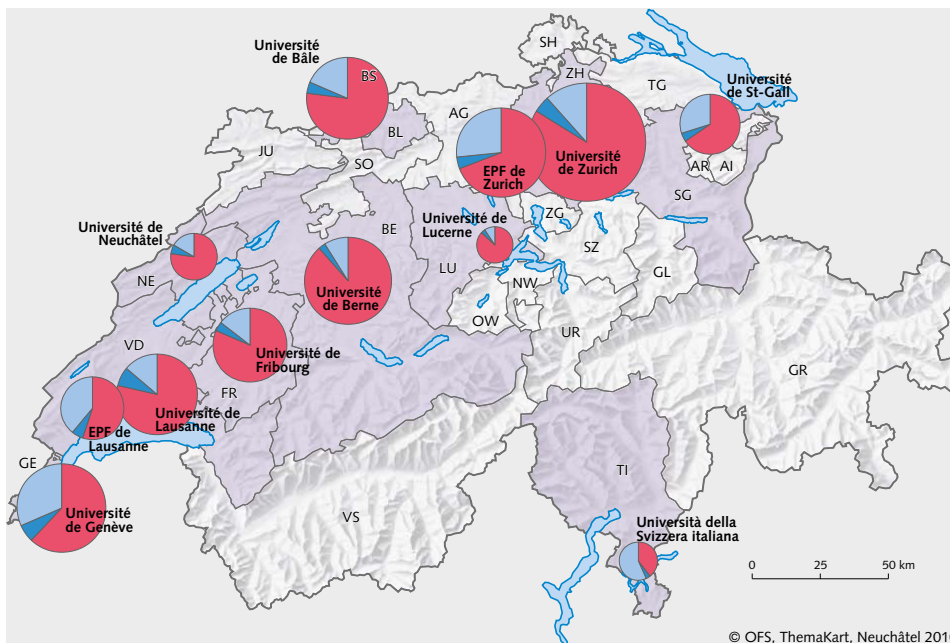 SH
Université
de Bâle
BS
ZH
TG
Université
de St-Gall
AG
BL
JU
SO
EPF de
Zurich
Université
de Zurich
AR
AI
SG
Université de
Neuchâtel
BE
Université de
Lucerne
ZG
SZ
LU
NE
Université
de Berne
NW
GL
OW
UR
VD
Université de
Fribourg
GR
FR
EPF de
Lausanne
Université de
Lausanne
GE
TI
Université
de Genève
VS
Università della
Svizzera italiana
0 25 50 km
© OFS, ThemaKart, Neuchâtel 201